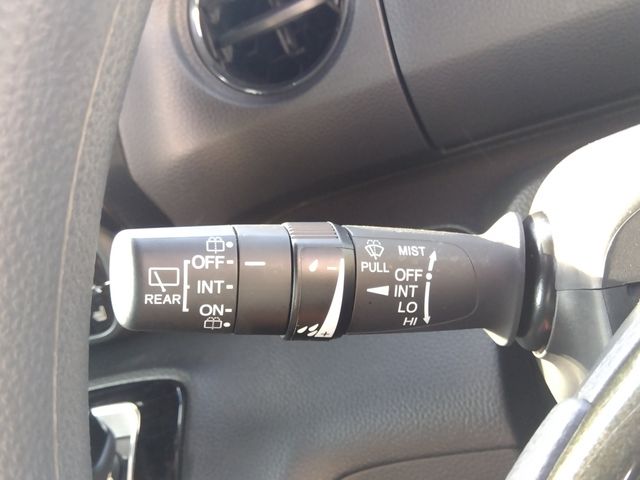 OFF
INT
REAR
ON
PULL
MIST
OFF
INT
LO
HI